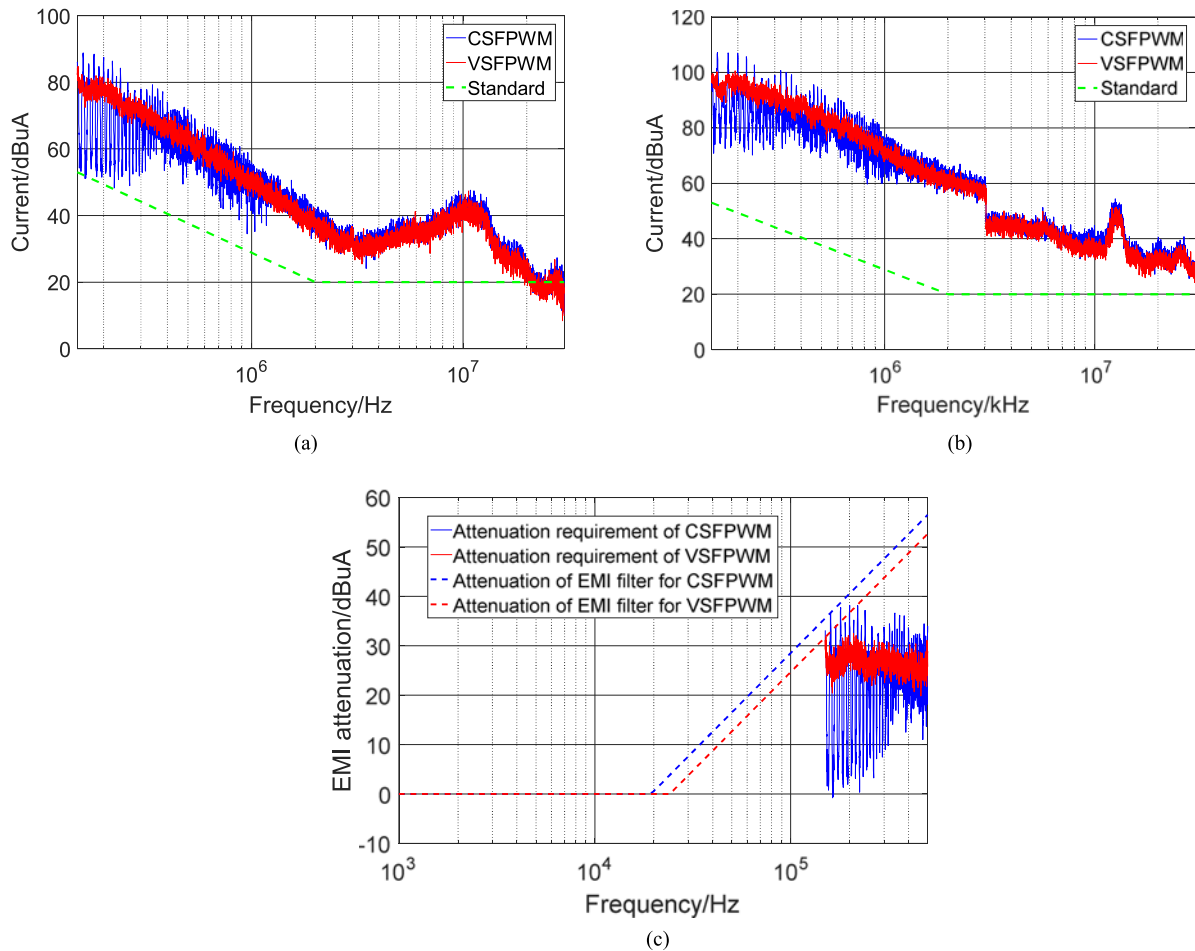 100
80
60
40
20
0
Current/dBuA
CSFPWM
VSFPWM
Standard
10^6
10^7
Frequency/Hz
(a)
120
100
80
60
40
20
0
Current/dBuA
CSFPWM
VSFPWM
Standard
10^6
10^7
Frequency/kHz
(b)
60
50
40
30
20
10
0
-10
EMI attenuation/dBuA
Attenuation requirement of CSFPWM
Attenuation requirement of VSFPWM
Attenuation of EMI filter for CSFPWM
Attenuation of EMI filter for VSFPWM
10^3
10^4
10^5
Frequency/Hz
(c)